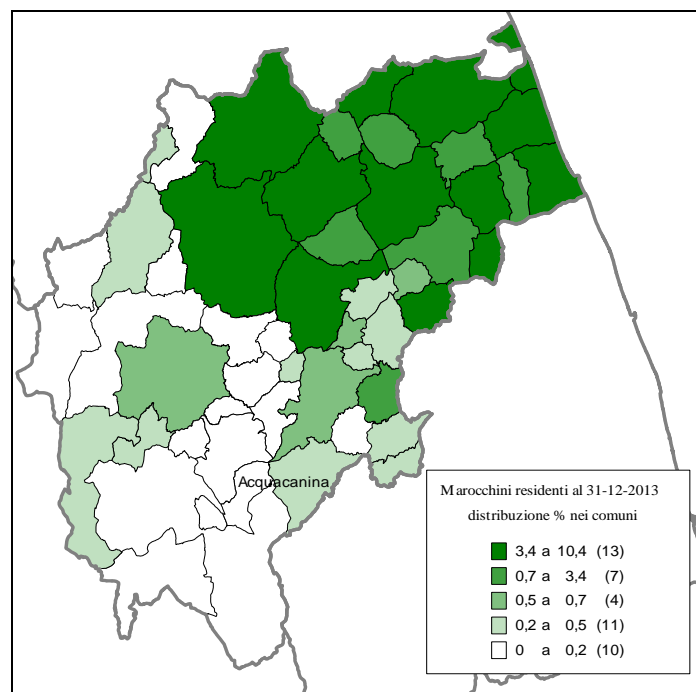 Acquacanina
Marocchini residenti al 31-12-2013
distribuzione % nei comuni
3,4 a 10,4 (13)
0,7 a 3,4 (7)
0,5 a 0,7 (4)
0,2 a 0,5 (11)
0 a 0,2 (10)